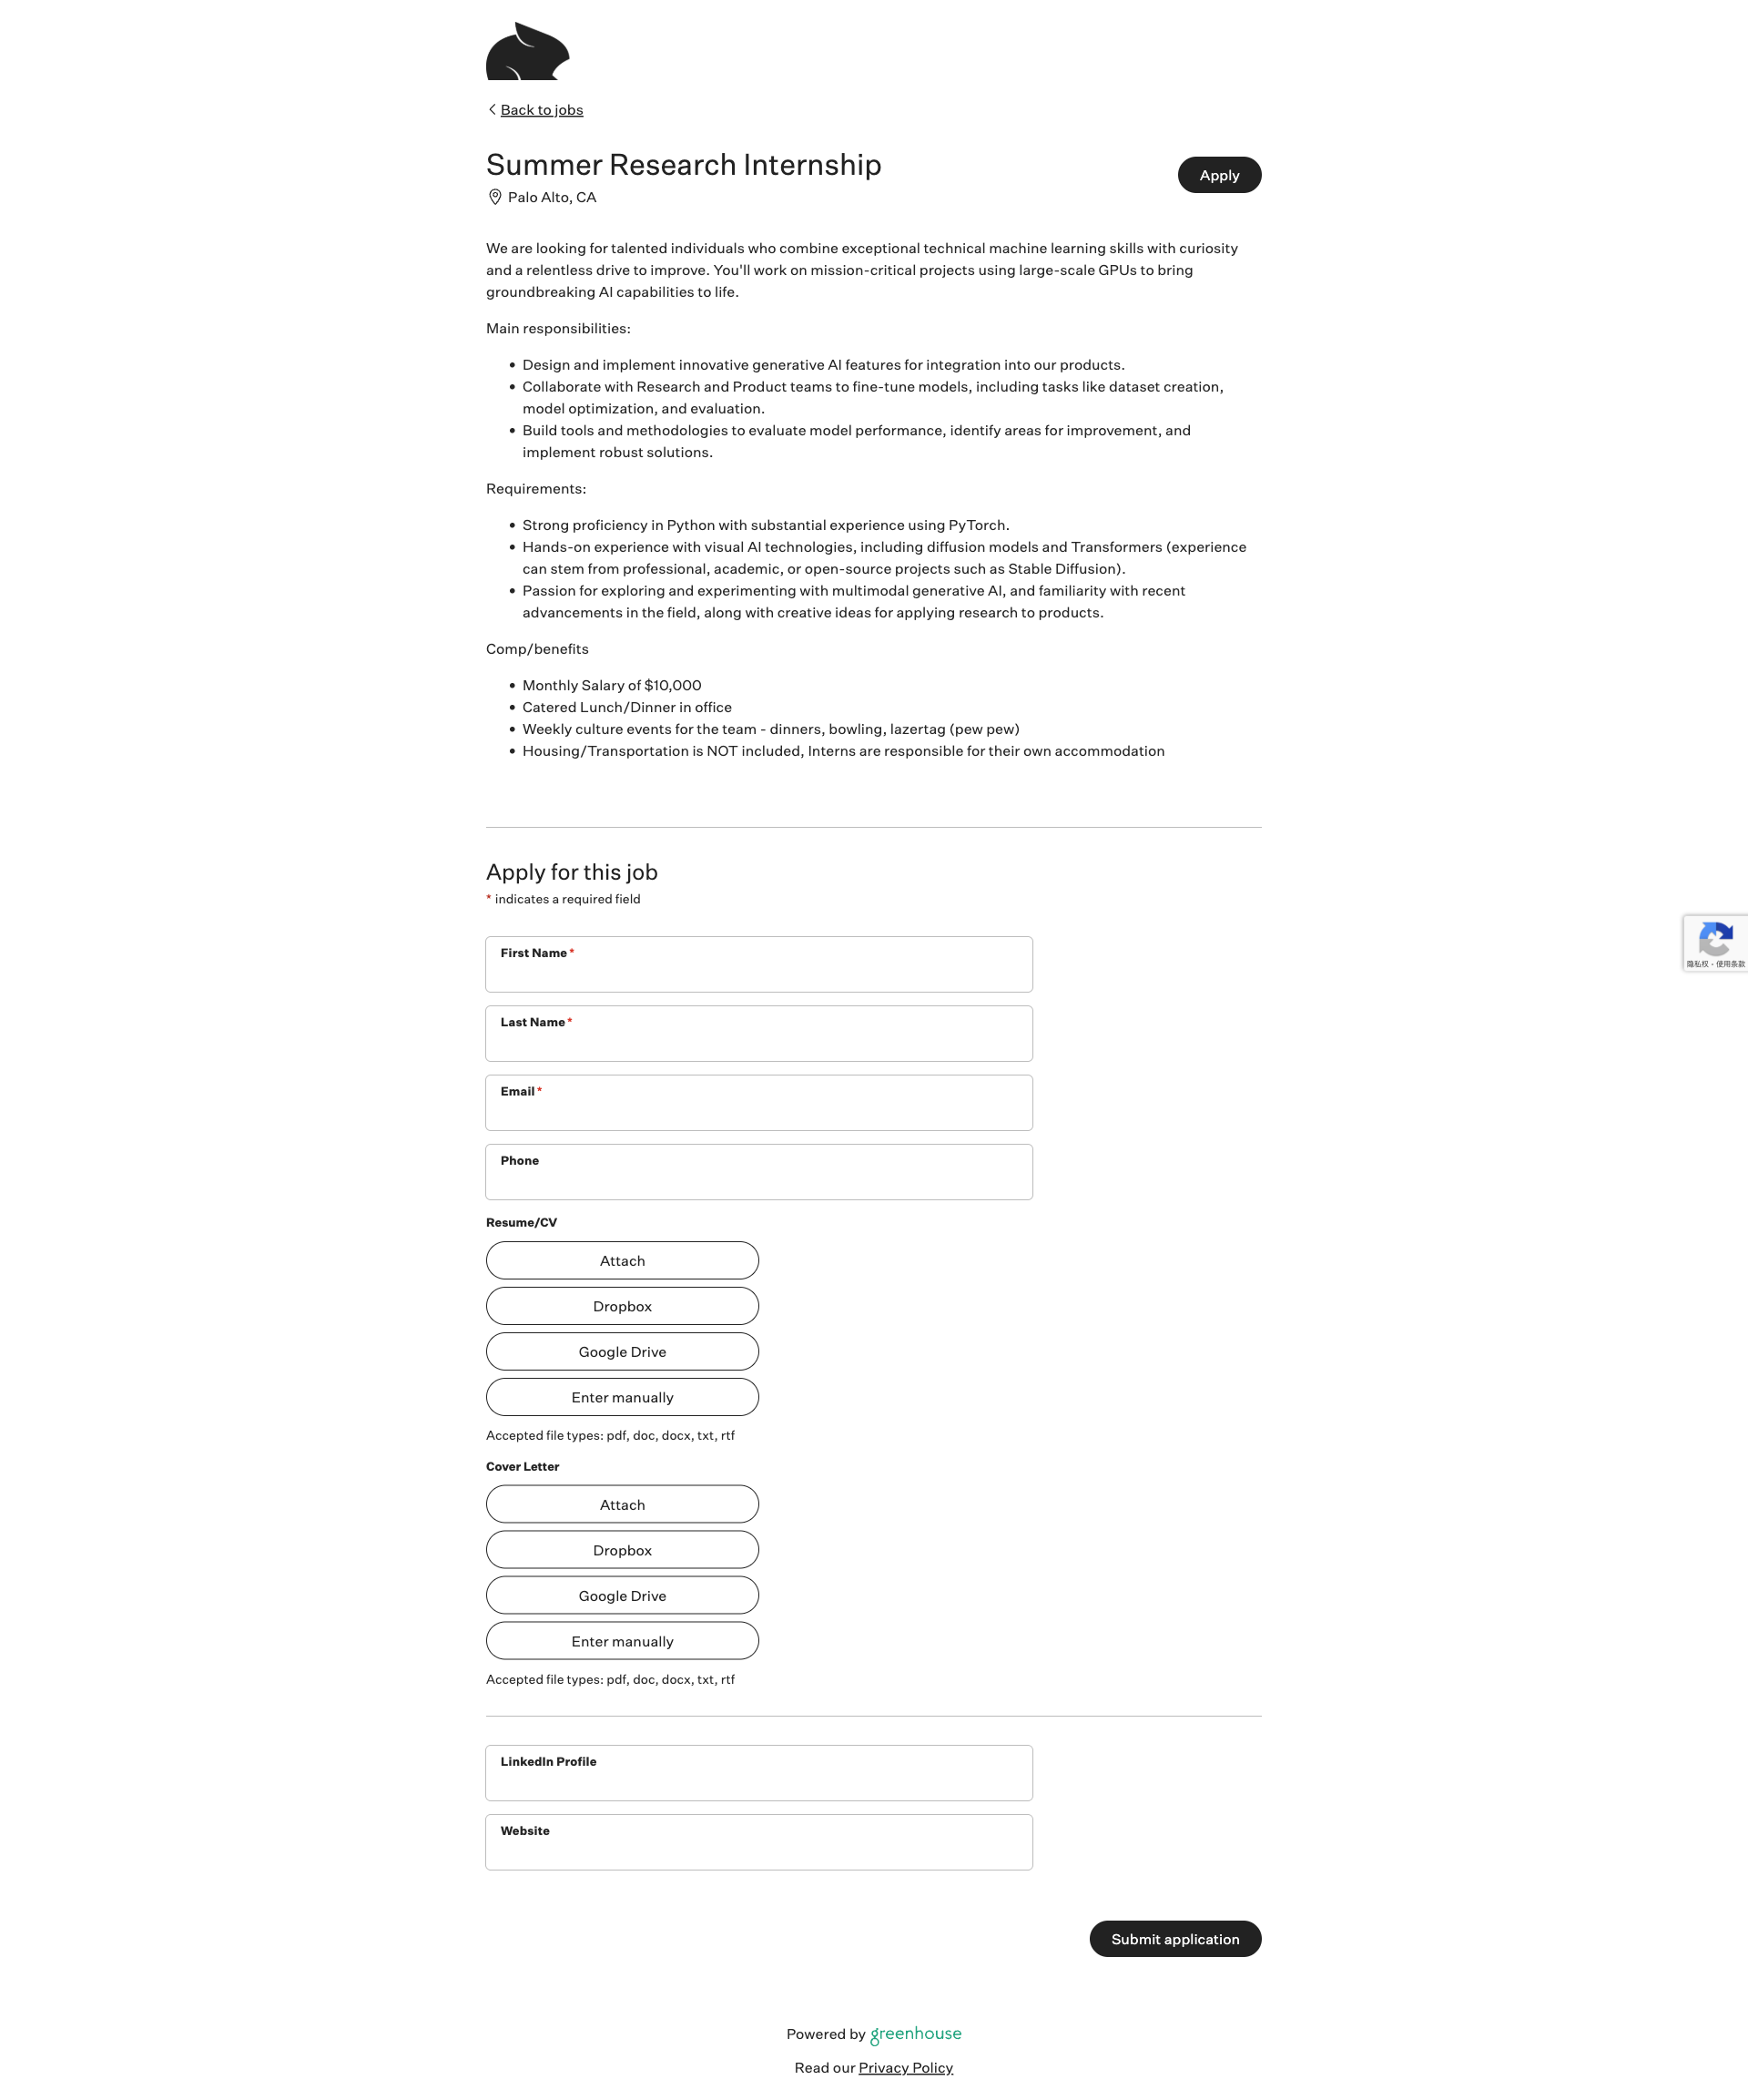 Back to jobs
Summer Research Internship
Apply
Palo Alto, CA
We are looking for talented individuals who combine exceptional technical machine learning skills with curiosity
and a relentless drive to improve. You'll work on mission-critical projects using large-scale GPUs to bring
groundbreaking AI capabilities to life.
Main responsibilities:
• Design and implement innovative generative AI features for integration into our products.
• Collaborate with Research and Product teams to fine-tune models, including tasks like dataset creation,
model optimization, and evaluation.
• Build tools and methodologies to evaluate model performance, identify areas for improvement, and
implement robust solutions.
Requirements:
• Strong proficiency in Python with substantial experience using PyTorch.
• Hands-on experience with visual AI technologies, including diffusion models and Transformers (experience
can stem from professional, academic, or open-source projects such as Stable Diffusion).
• Passion for exploring and experimenting with multimodal generative AI, and familiarity with recent
advancements in the field, along with creative ideas for applying research to products.
Comp/benefits
• Monthly Salary of $10,000
• Catered Lunch/Dinner in office
• Weekly culture events for the team - dinners, bowling, lazertag (pew pew)
• Housing/Transportation is NOT included, Interns are responsible for their own accommodation
Apply for this job
* indicates a required field
First Name*
隐私权 - 使用条款
Last Name*
Email*
Phone
Resume/CV
Attach
Dropbox
Google Drive
Enter manually
Accepted file types: pdf, doc, docx, txt, rtf
Cover Letter
Attach
Dropbox
Google Drive
Enter manually
Accepted file types: pdf, doc, docx, txt, rtf
LinkedIn Profile
Website
Submit application
Powered by greenhouse
Read our Privacy Policy